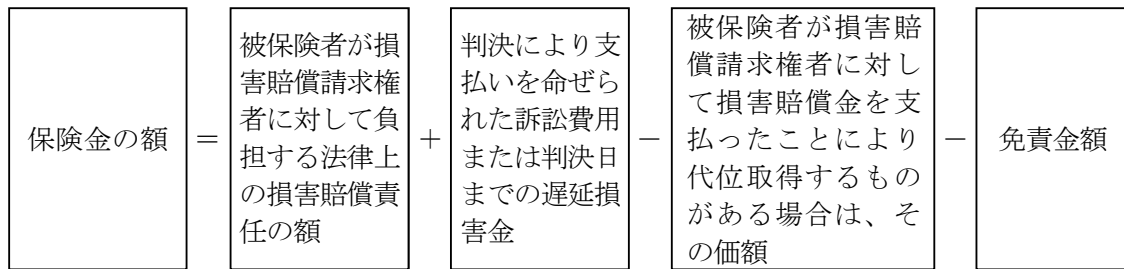 保険金の額
＝
被保険者が損
害賠償請求権
者に対して負
担する法律上
の損害賠償責
任の額
＋
判決により支
払いを命ぜら
れた訴訟費用
または判決日
までの遅延損
害金
－
被保険者が損害賠
償請求権者に対し
て損害賠償金を支
払ったことにより
代位取得するもの
がある場合は、そ
の価額
－
免責金額